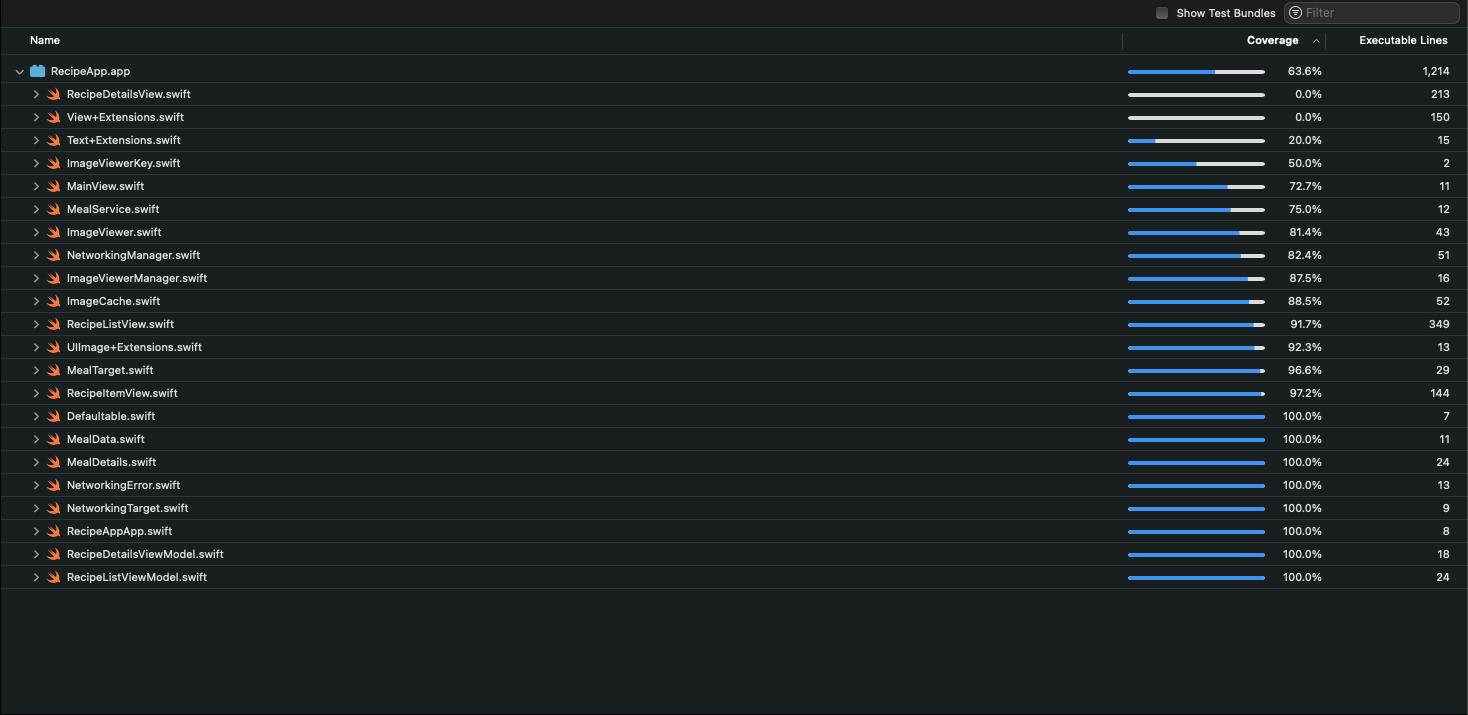 Show Test Bundles Filter
Name Coverage Executable Lines
RecipeApp.app 63.6% 1,214
RecipeDetailsView.swift 0.0% 213
View+Extensions.swift 0.0% 150
Text+Extensions.swift 20.0% 15
ImageViewerKey.swift 50.0% 2
MainView.swift 72.7% 11
MealService.swift 75.0% 12
ImageViewer.swift 81.4% 43
NetworkingManager.swift 82.4% 51
ImageViewerManager.swift 87.5% 16
ImageCache.swift 88.5% 52
RecipeListView.swift 91.7% 349
UIImage+Extensions.swift 92.3% 13
MealTarget.swift 96.6% 29
RecipeItemView.swift 97.2% 144
Defaultable.swift 100.0% 7
MealData.swift 100.0% 11
MealDetails.swift 100.0% 24
NetworkingError.swift 100.0% 13
NetworkingTarget.swift 100.0% 9
RecipeAppApp.swift 100.0% 8
RecipeDetailsViewModel.swift 100.0% 18
RecipeListViewModel.swift 100.0% 24